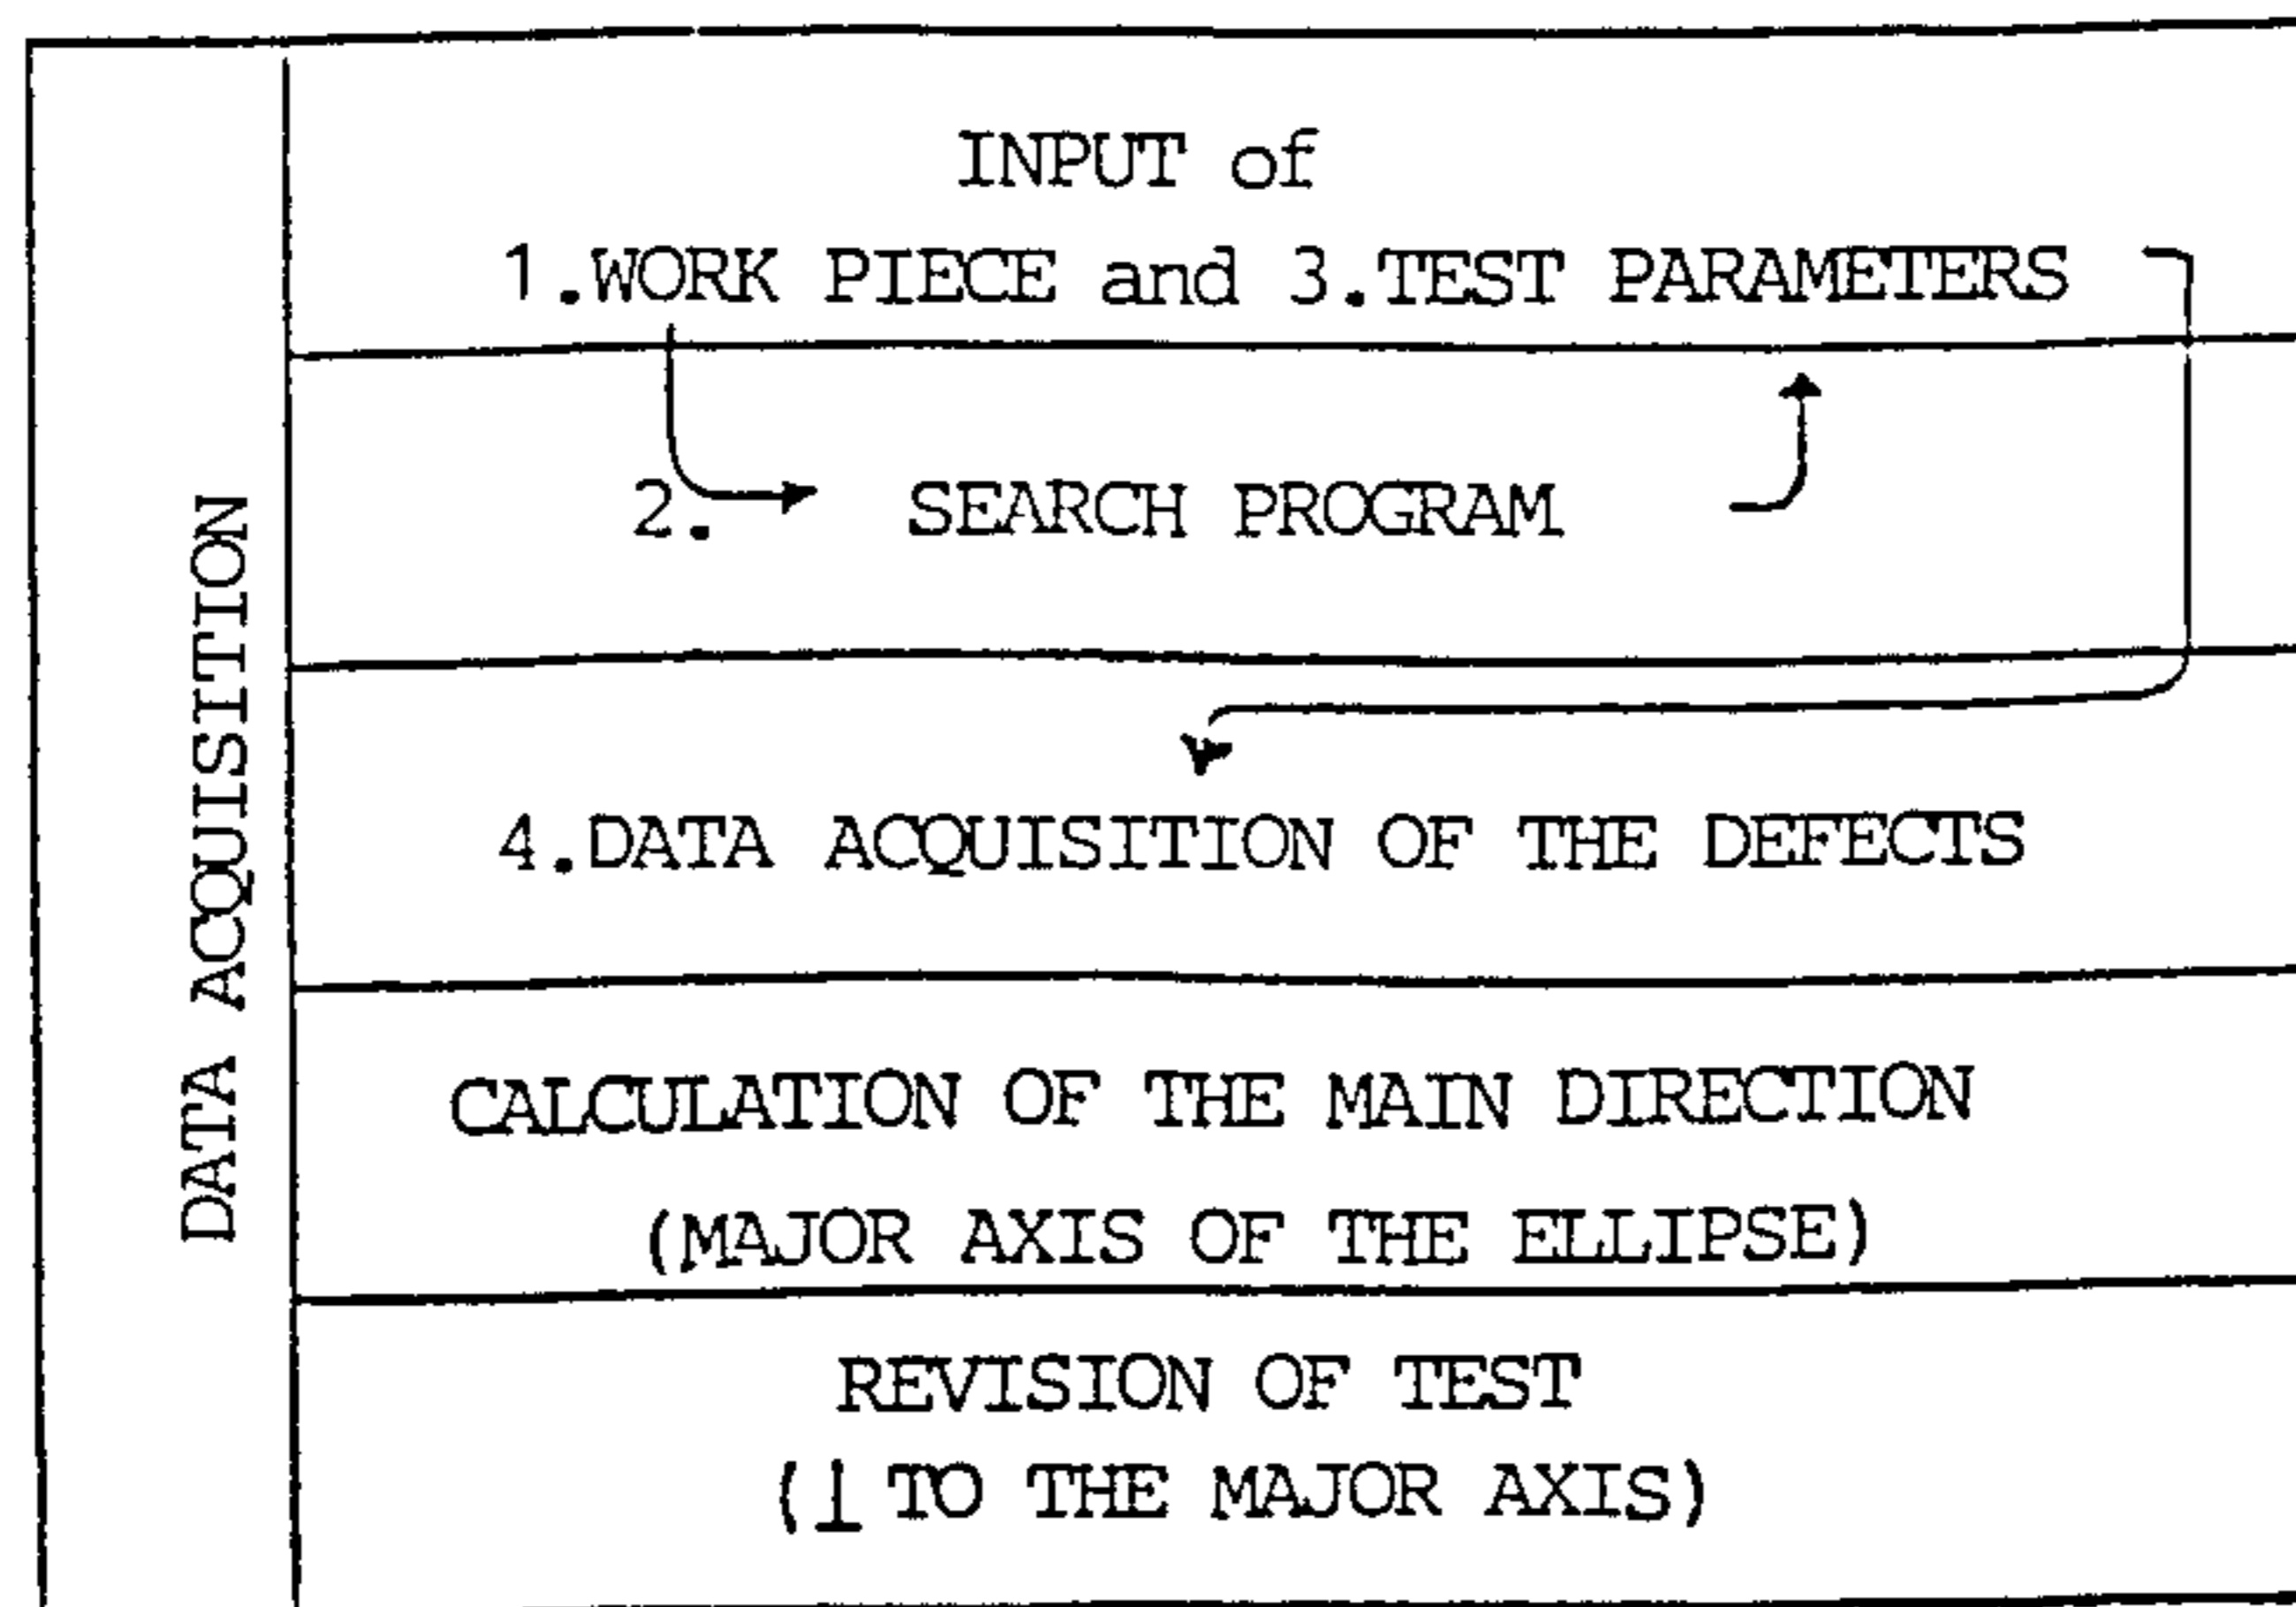 DATA ACQUISITION
INPUT of
1.WORK PIECE and 3.TEST PARAMETERS
2. SEARCH PROGRAM
4.DATA ACQUISITION OF THE DEFECTS
CALCULATION OF THE MAIN DIRECTION
(MAJOR AXIS OF THE ELLIPSE)
REVISION OF TEST
(⊥ TO THE MAJOR AXIS)